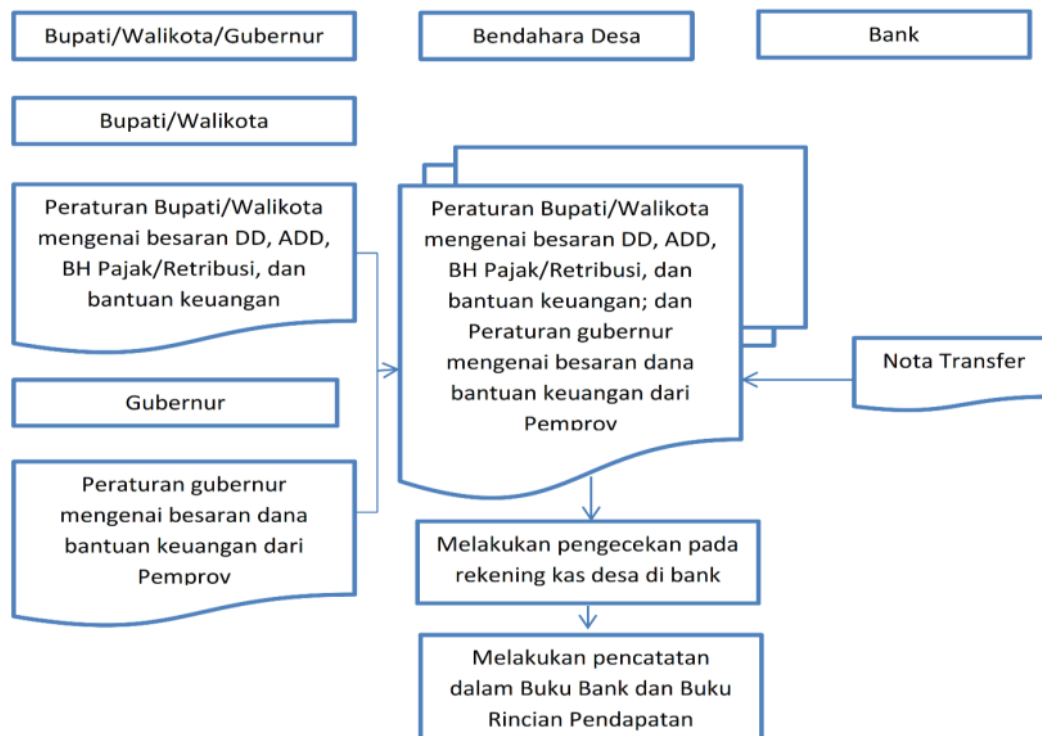 Bupati/Walikota/Gubernur
Bendahara Desa
Bank
Bupati/Walikota
Peraturan Bupati/Walikota
mengenai besaran DD, ADD,
BH Pajak/Retribusi, dan
bantuan keuangan
Gubernur
Peraturan gubernur
mengenai besaran dana
bantuan keuangan dari
Pemprov
Peraturan Bupati/Walikota
mengenai besaran DD, ADD,
BH Pajak/Retribusi, dan
bantuan keuangan; dan
Peraturan gubernur
mengenai besaran dana
bantuan keuangan dari
Pemprov
Nota Transfer
Melakukan pengecekan pada
rekening kas desa di bank
Melakukan pencatatan
dalam Buku Bank dan Buku
Rincian Pendapatan